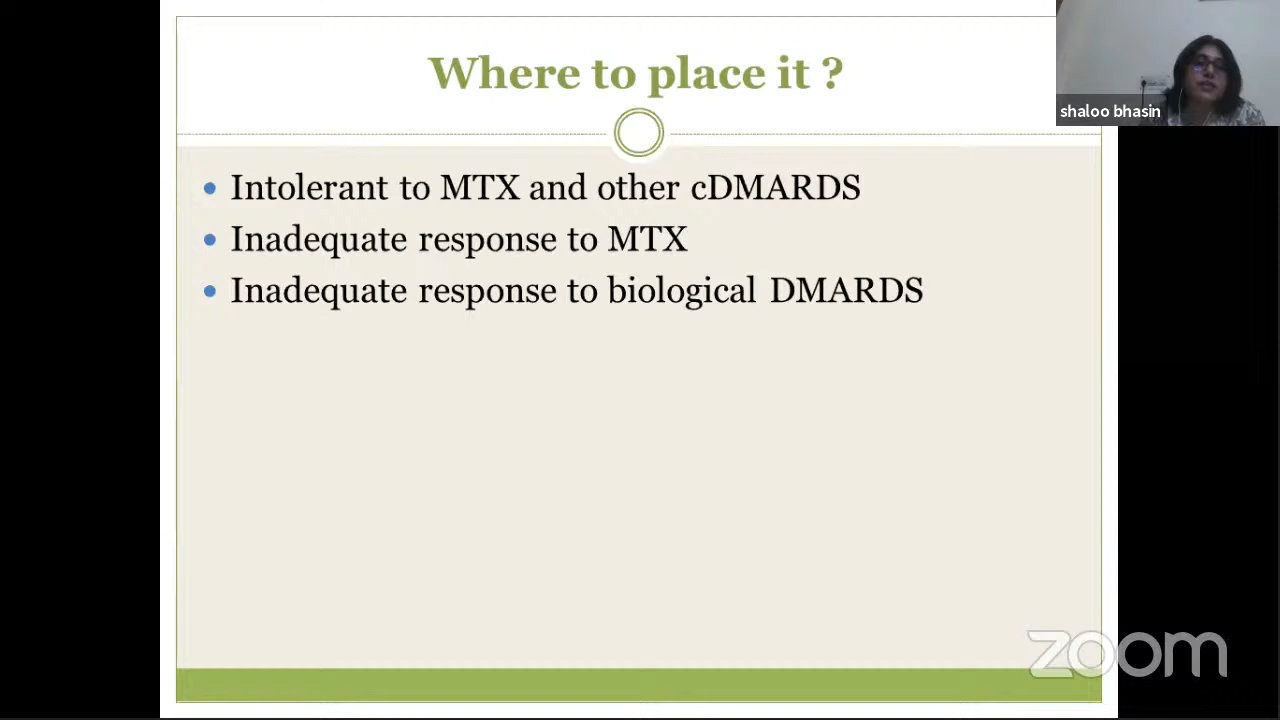 Where to place it ?
shaloo bhasin
Intolerant to MTX and other cDMARDS
Inadequate response to MTX
Inadequate response to biological DMARDS
zoom